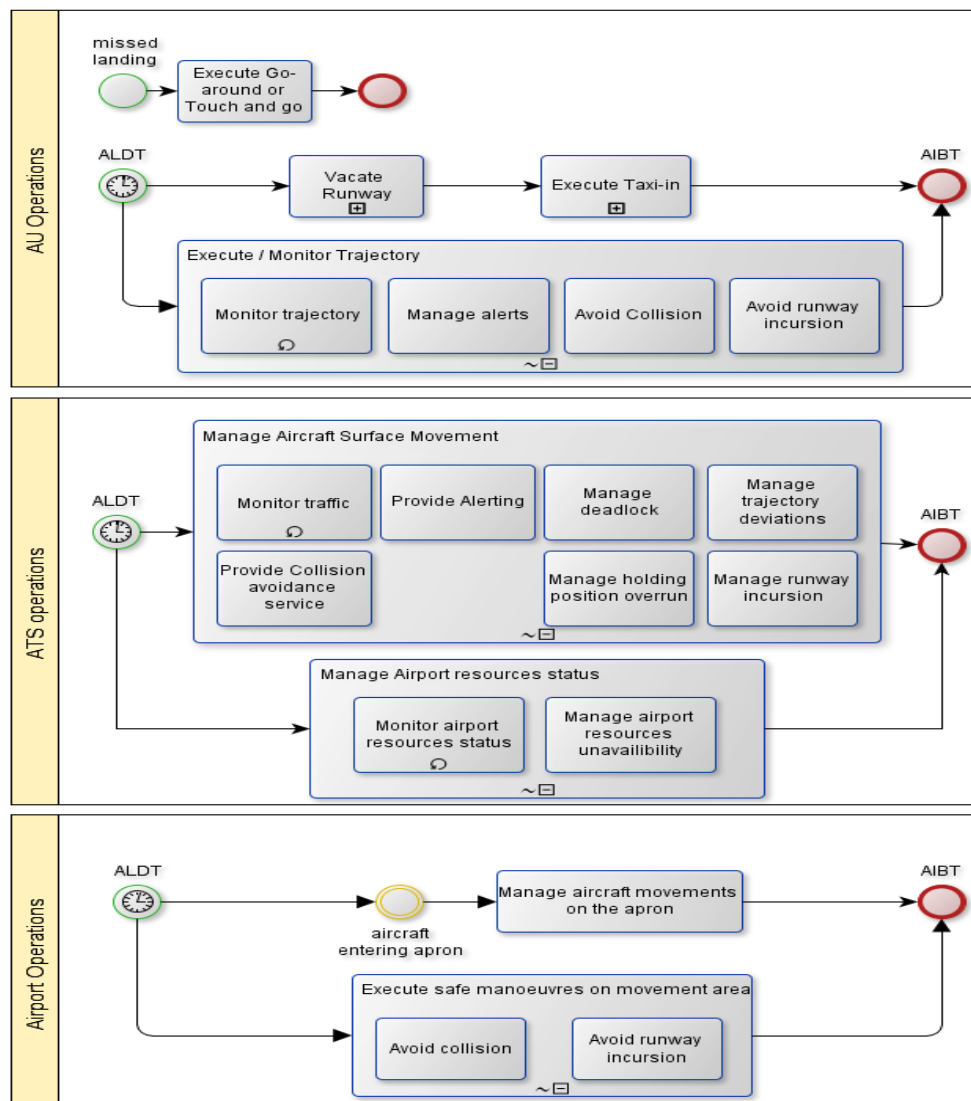 AU Operations
missed
landing
Execute Go-
around or
Touch and go
ALDT
Vacate
Runway
Execute Taxi-in
AIBT
Execute / Monitor Trajectory
Monitor trajectory
Manage alerts
Avoid Collision
Avoid runway
incursion
ATS operations
ALDT
Manage Aircraft Surface Movement
Monitor traffic
Provide Alerting
Manage
deadlock
Manage
trajectory
deviations
Provide Collision
avoidance
service
Manage holding
position overrun
Manage runway
incursion
AIBT
Manage Airport resources status
Monitor airport
resources status
Manage airport
resources
unavailibility
Airport Operations
ALDT
aircraft
entering apron
Manage aircraft movements
on the apron
AIBT
Execute safe manoeuvres on movement area
Avoid collision
Avoid runway
incursion